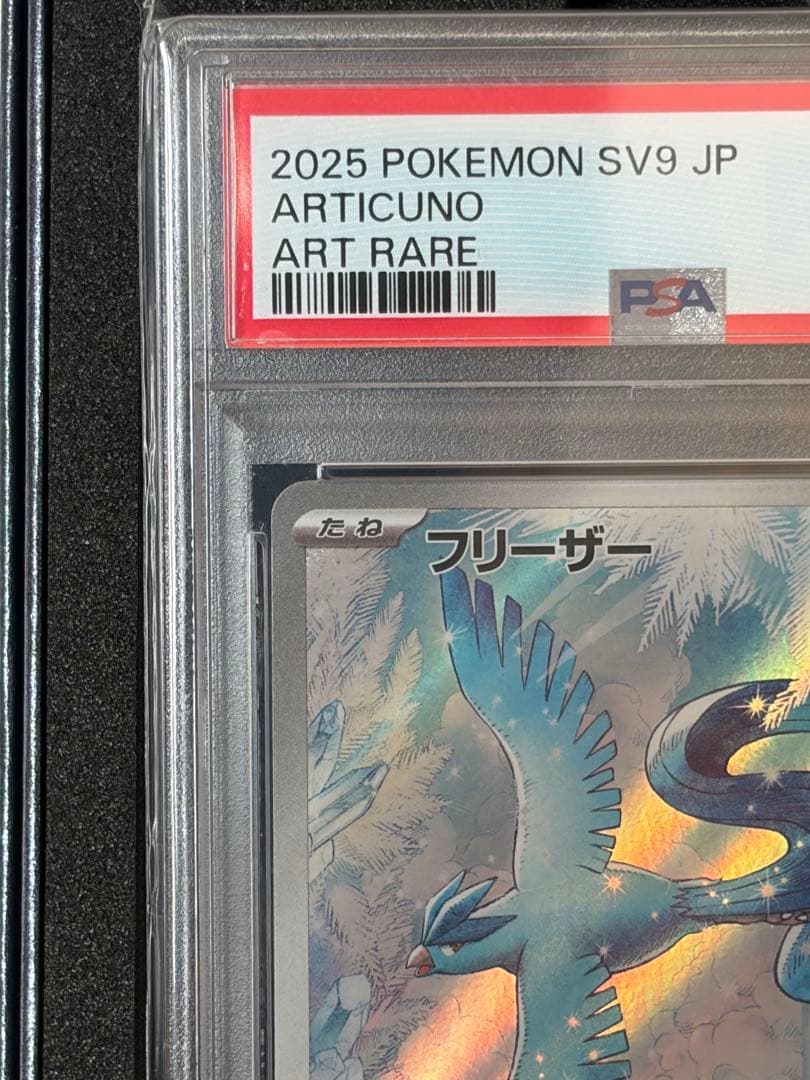 2025 POKEMON SV9 JP
ARTICUNO
ART RARE
PSA
たね
フリーザー